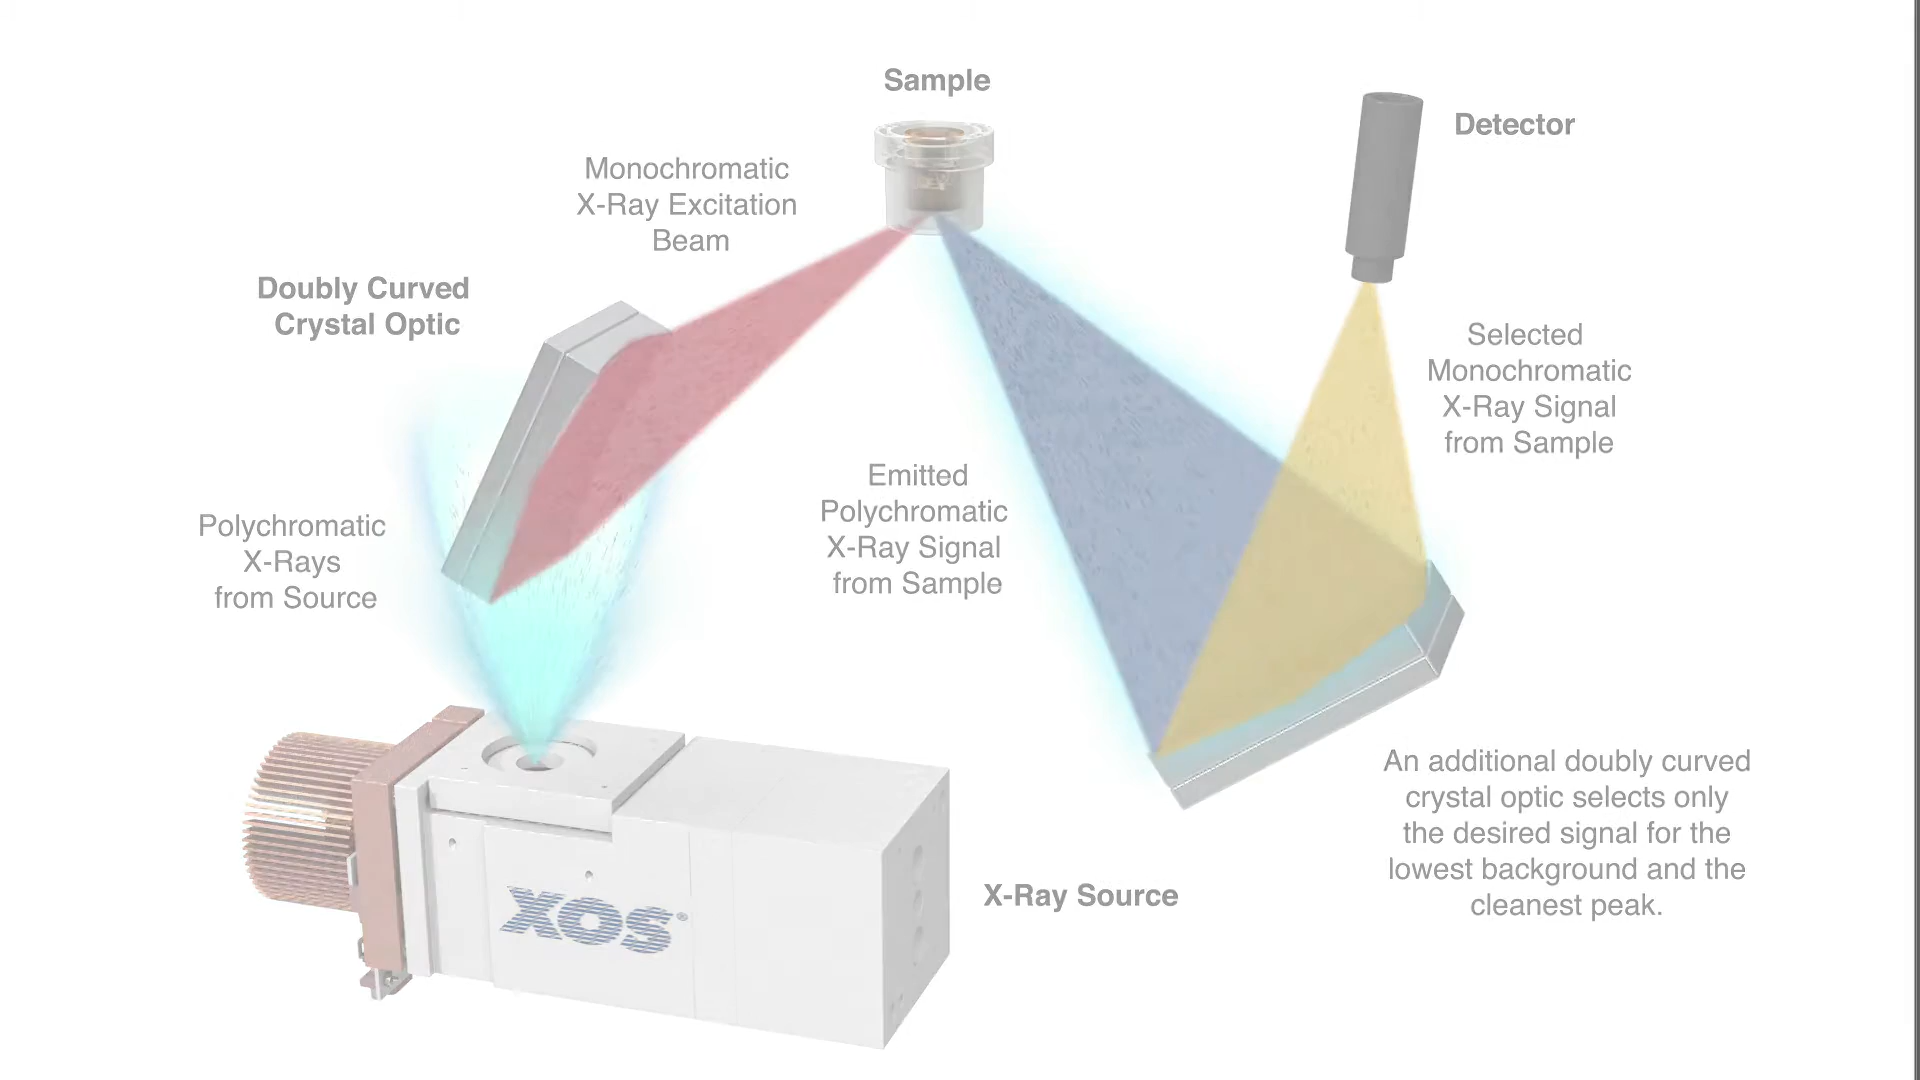 Sample
Detector
Monochromatic
X-Ray Excitation
Beam
Doubly Curved
Crystal Optic
Selected
Monochromatic
X-Ray Signal
from Sample
Emitted
Polychromatic
X-Ray Signal
from Sample
Polychromatic
X-Rays
from Source
An additional doubly curved
crystal optic selects only
the desired signal for the
lowest background and the
cleanest peak.
X-Ray Source
XOS®